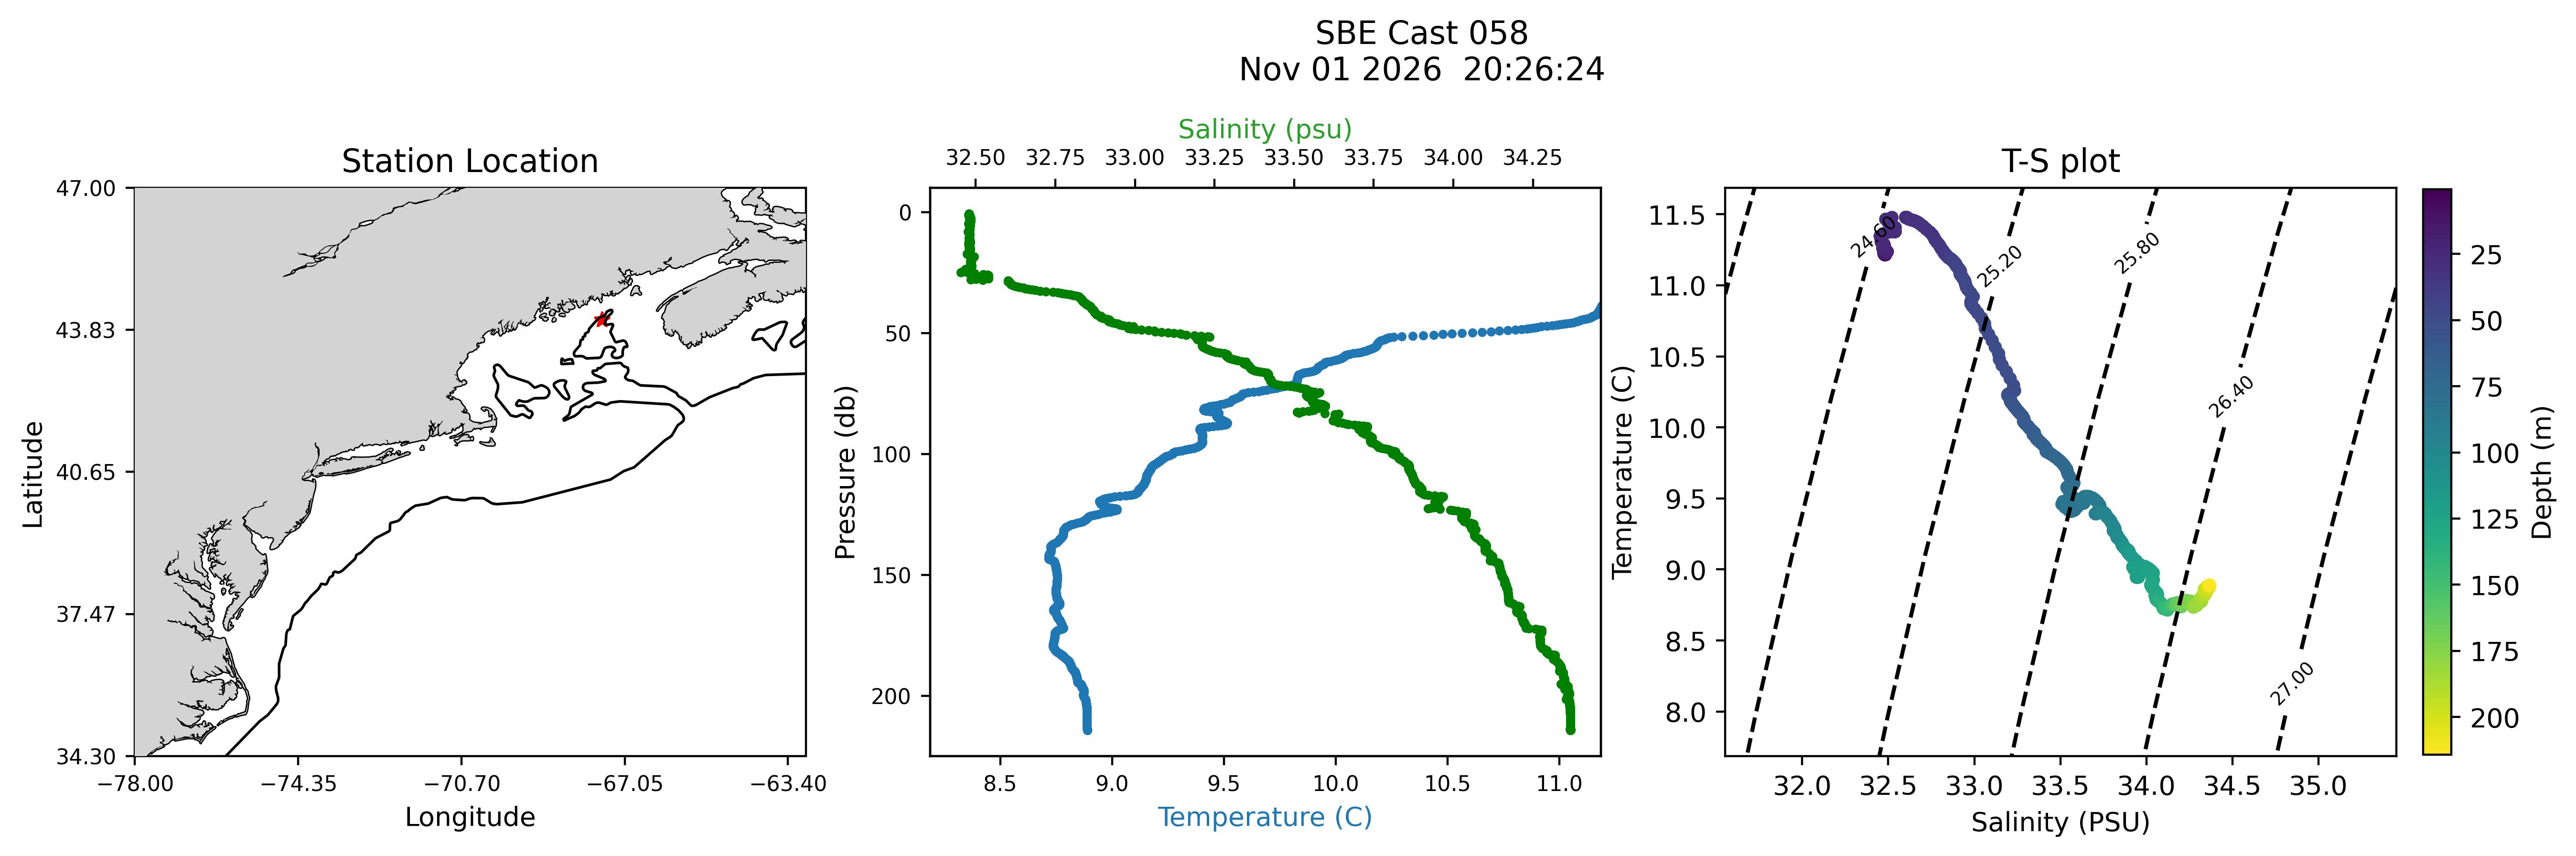 SBE Cast 058
Nov 01 2026  20:26:24
Station Location
47.00
43.83
40.65
37.47
34.30
Latitude
−78.00 −74.35 −70.70 −67.05 −63.40
Longitude
Salinity (psu)
32.50 32.75 33.00 33.25 33.50 33.75 34.00 34.25
0
50
100
150
200
Pressure (db)
8.5 9.0 9.5 10.0 10.5 11.0
Temperature (C)
T-S plot
11.5
11.0
10.5
10.0
9.5
9.0
8.5
8.0
Temperature (C)
24.60
25.20
25.80
26.40
27.00
32.0 32.5 33.0 33.5 34.0 34.5 35.0
Salinity (PSU)
25
50
75
100
125
150
175
200
Depth (m)